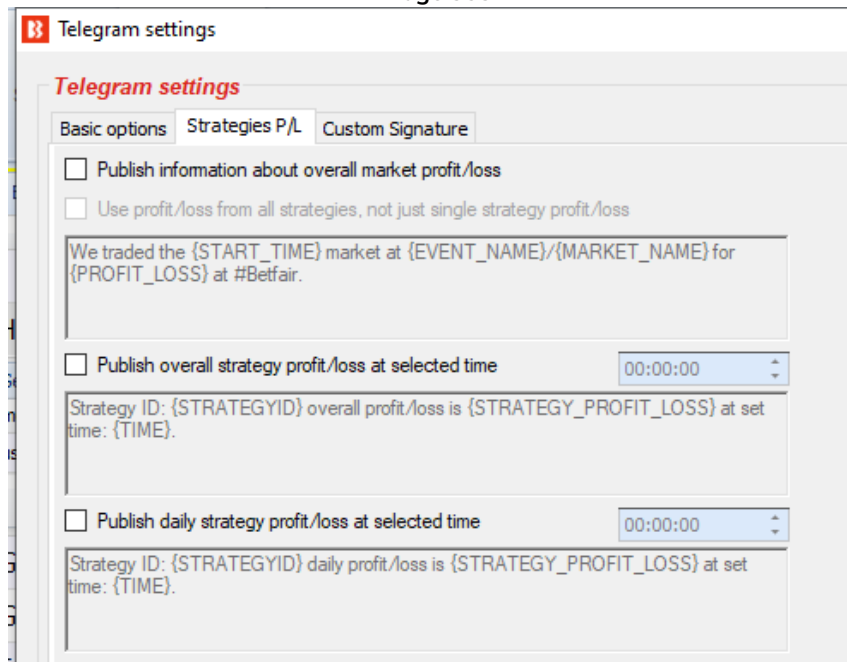 Telegram settings
Telegram settings
Basic options Strategies P/L Custom Signature
Publish information about overall market profit/loss
Use profit/loss from all strategies, not just single strategy profit/loss
We traded the {START_TIME} market at {EVENT_NAME}/{MARKET_NAME} for
{PROFIT_LOSS} at #Betfair.
Publish overall strategy profit/loss at selected time 00:00:00
Strategy ID: {STRATEGYID} overall profit/loss is {STRATEGY_PROFIT_LOSS} at set
time: {TIME}.
Publish daily strategy profit/loss at selected time 00:00:00
Strategy ID: {STRATEGYID} daily profit/loss is {STRATEGY_PROFIT_LOSS} at set
time: {TIME}.